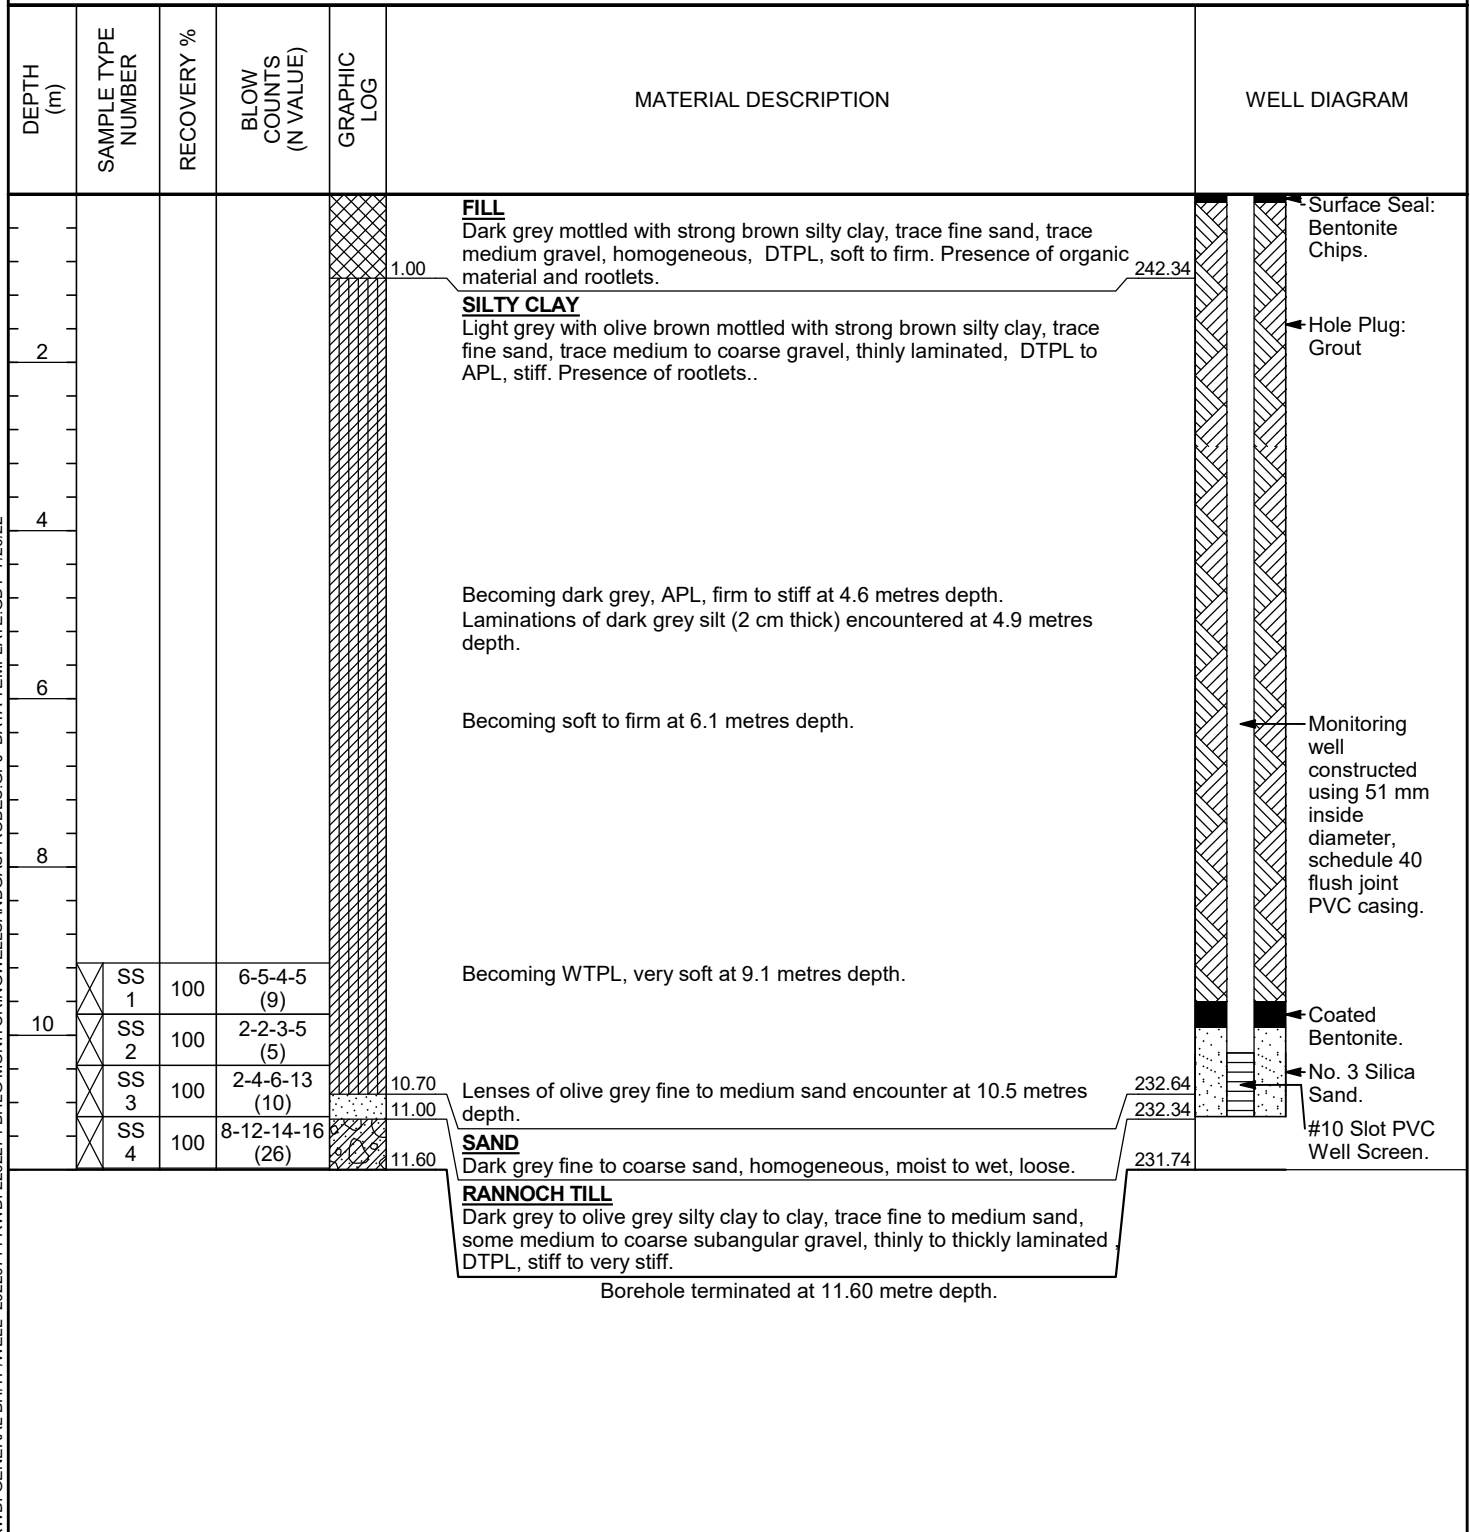 DEPTH
(m)
SAMPLE TYPE
NUMBER
RECOVERY %
BLOW
COUNTS
(N VALUE)
GRAPHIC
LOG
MATERIAL DESCRIPTION
WELL DIAGRAM
FILL
Dark grey mottled with strong brown silty clay, trace fine sand, trace
medium gravel, homogeneous, DTPL, soft to firm. Presence of organic
material and rootlets.
1.00
242.34
SILTY CLAY
Light grey with olive brown mottled with strong brown silty clay, trace
fine sand, trace medium to coarse gravel, thinly laminated, DTPL to
APL, stiff. Presence of rootlets..
Surface Seal:
Bentonite
Chips.
Hole Plug:
Grout
2
4
Becoming dark grey, APL, firm to stiff at 4.6 metres depth.
Laminations of dark grey silt (2 cm thick) encountered at 4.9 metres
depth.
6
Becoming soft to firm at 6.1 metres depth.
Monitoring
well
constructed
using 51 mm
inside
diameter,
schedule 40
flush joint
PVC casing.
8
SS
1
100
6-5-4-5
(9)
Becoming WTPL, very soft at 9.1 metres depth.
10
SS
2
100
2-2-3-5
(5)
Coated
Bentonite.
SS
3
100
2-4-6-13
(10)
10.70
Lenses of olive grey fine to medium sand encounter at 10.5 metres
depth.
232.64
No. 3 Silica
Sand.
11.00
232.34
SS
4
100
8-12-14-16
(26)
SAND
Dark grey fine to coarse sand, homogeneous, moist to wet, loose.
#10 Slot PVC
Well Screen.
11.60
231.74
RANNOCH TILL
Dark grey to olive grey silty clay to clay, trace fine to medium sand,
some medium to coarse subangular gravel, thinly to thickly laminated ,
DTPL, stiff to very stiff.
Borehole terminated at 11.60 metre depth.